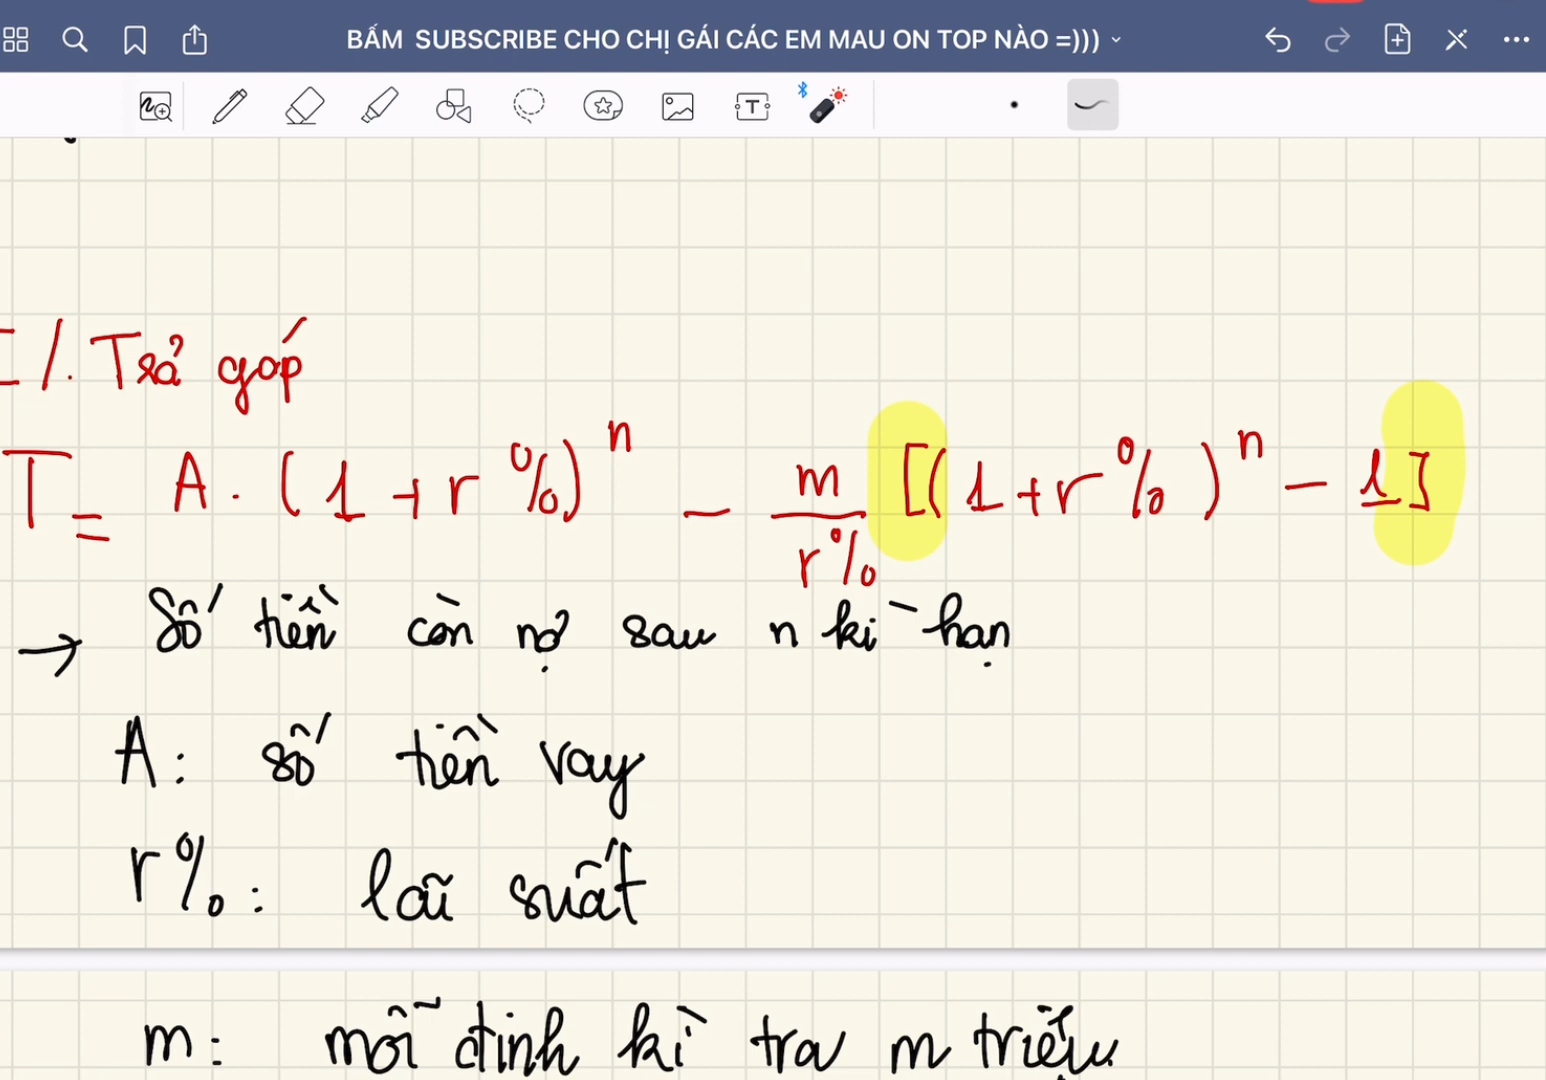 BẤM SUBSCRIBE CHO CHỊ GÁI CÁC EM MAU ON TOP NÀO =)))
I/. Trả góp
T = A. (1 + r%)^n - m/r% [(1 + r%)^n - 1]
→ Số tiền còn nợ sau n kì hạn
A: số tiền vay
r%: lãi suất
m: mỗi định kì trả m triệu